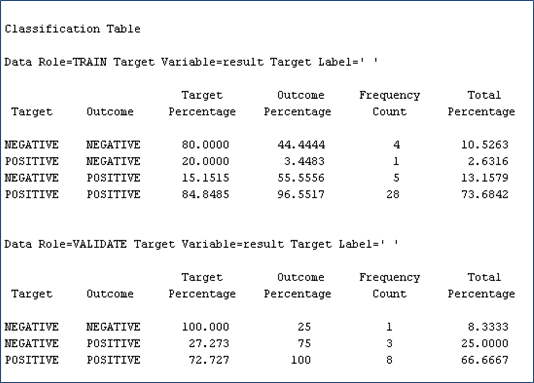 Classification Table
Data Role=TRAIN Target Variable=result Target Label=' '
Target Outcome Frequency Total
Target Outcome Percentage Percentage Count Percentage
NEGATIVE NEGATIVE 80.0000 44.4444 4 10.5263
POSITIVE NEGATIVE 20.0000 3.4483 1 2.6316
NEGATIVE POSITIVE 15.1515 55.5556 5 13.1579
POSITIVE POSITIVE 84.8485 96.5517 28 73.6842
Data Role=VALIDATE Target Variable=result Target Label=' '
Target Outcome Frequency Total
Target Outcome Percentage Percentage Count Percentage
NEGATIVE NEGATIVE 100.000 25 1 8.3333
NEGATIVE POSITIVE 27.273 75 3 25.0000
POSITIVE POSITIVE 72.727 100 8 66.6667